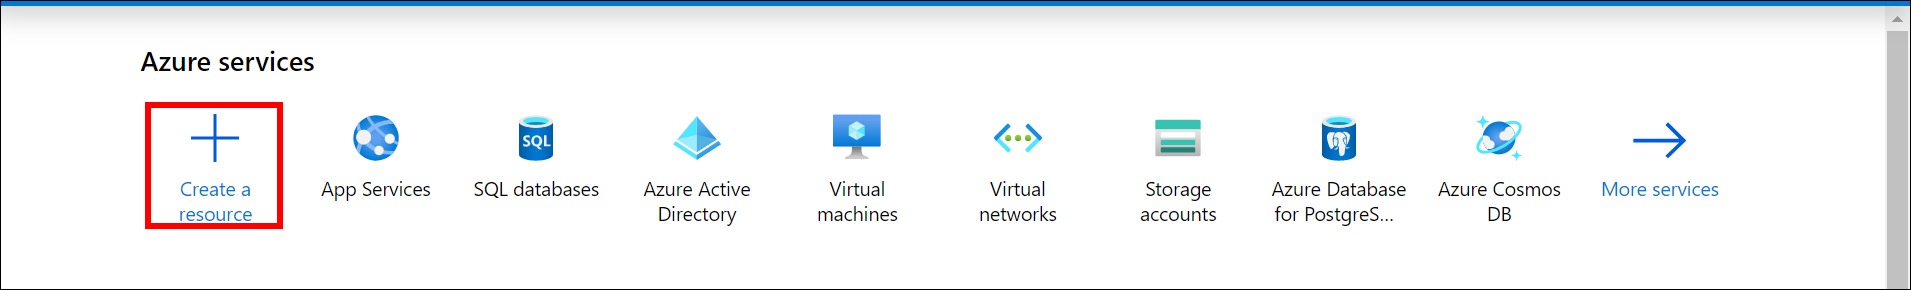 Azure services
SQL
Create a
resource
App Services
SQL databases
Azure Active
Directory
Virtual
machines
Virtual
networks
Storage
accounts
Azure Database
for PostgreS...
Azure Cosmos
DB
More services